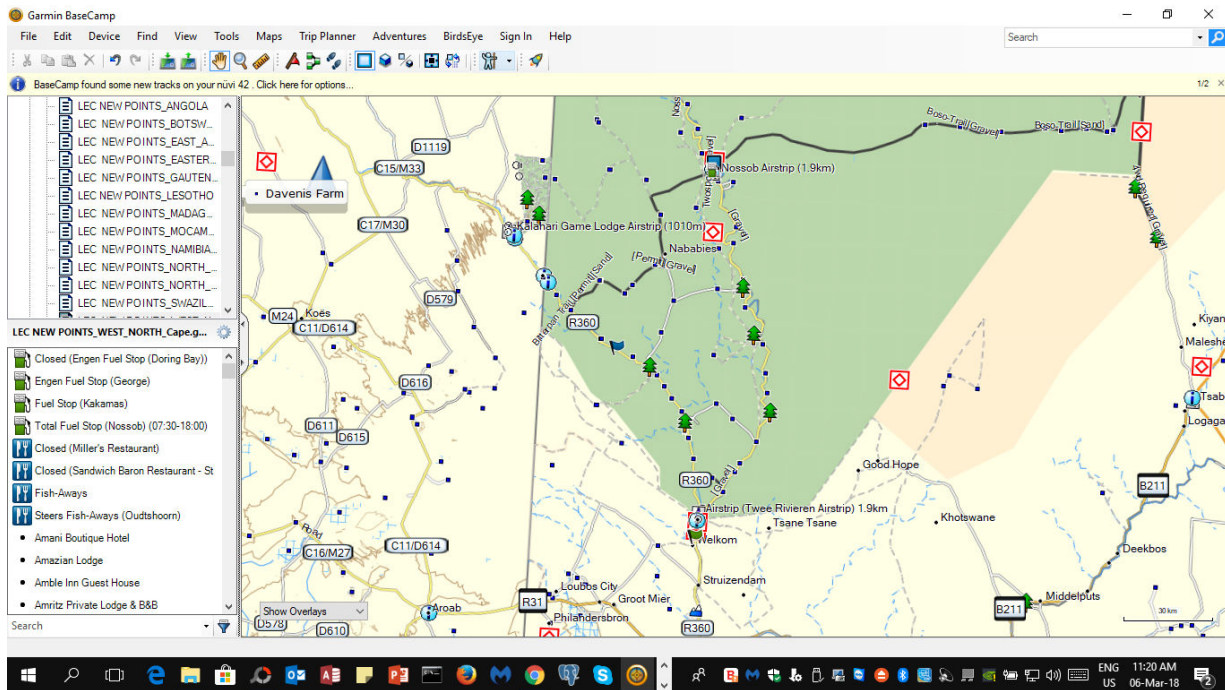 Garmin BaseCamp
File Edit Device Find View Tools Maps Trip Planner Adventures BirdsEye Sign In Help
Search
BaseCamp found some new tracks on your nüvi 42 . Click here for options...
1/2
LEC NEW POINTS_ANGOLA
LEC NEW POINTS_BOTSW...
LEC NEW POINTS_EAST_A...
LEC NEW POINTS_EASTER...
LEC NEW POINTS_GAUTEN...
LEC NEW POINTS_LESOTHO
LEC NEW POINTS_MADAG...
LEC NEW POINTS_MOCAM...
LEC NEW POINTS_NAMIBIA...
LEC NEW POINTS_NORTH_...
LEC NEW POINTS_NORTH_...
LEC NEW POINTS_SWAZIL...
LEC NEW POINTS_WEST_NORTH_Cape.g...
Closed (Engen Fuel Stop (Doring Bay))
Engen Fuel Stop (George)
Fuel Stop (Kakamas)
Total Fuel Stop (Nossob) (07:30-18:00)
Closed (Miller's Restaurant)
Closed (Sandwich Baron Restaurant - St
Fish-Aways
Steers Fish-Aways (Oudtshoorn)
Amani Boutique Hotel
Amazian Lodge
Amble Inn Guest House
Amritz Private Lodge & B&B
Search
D1119
C15/M33
Davenis Farm
C17/M30
D579
M24
Koës
C11/D614
D616
D611
D615
C16/M27
C11/D614
Road
Show Overlays
D578
D610
Aroab
Noss
Boso-Trail[Gravel]
Boso-Trail[Sand]
Nossob Airstrip (1.9km)
Kalahari Game Lodge Airstrip (1010m)
[Gravel]
Nababies
[Permit][Gravel]
R360
R360
[Gravel]
Airstrip (Twee Rivieren Airstrip) 1.9km
Welkom
Tsane Tsane
Good Hope
Khotswane
Struizendam
Loubos City
Groot Mier
R31
Philandersbron
R360
Kiyan
Maleshe
Tsab
Logaga
B211
Deekbos
Middelputs
B211
30 km
ENG
US
11:20 AM
06-Mar-18
2